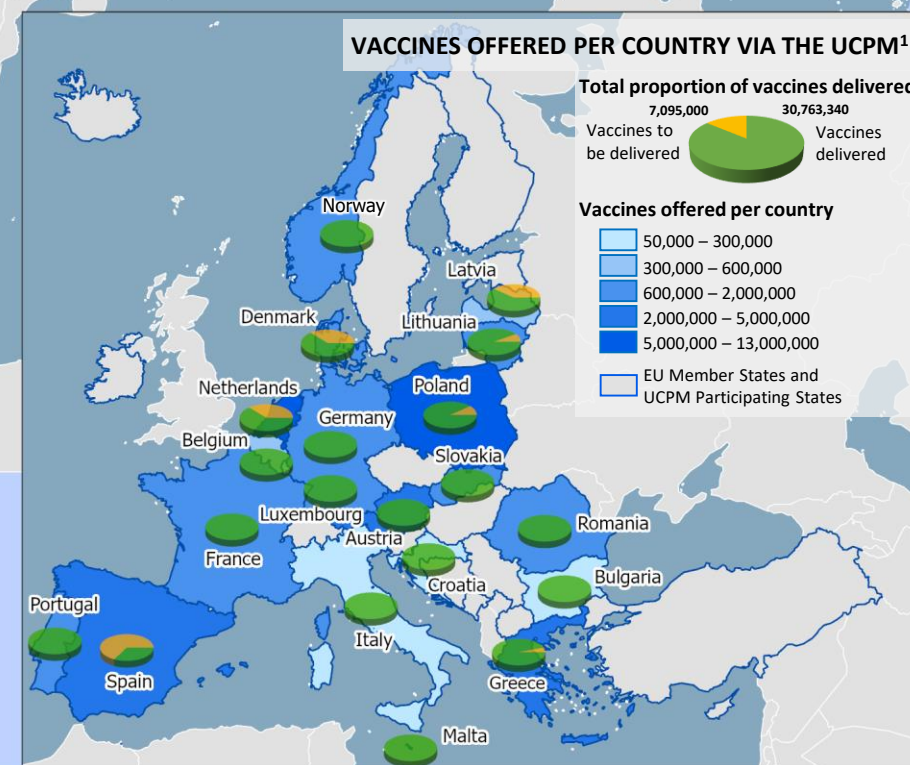 VACCINES OFFERED PER COUNTRY VIA THE UCPM1
Total proportion of vaccines delivered
7,095,000 30,763,340
Vaccines to be delivered
Vaccines delivered
Vaccines offered per country
50,000 – 300,000
300,000 – 600,000
600,000 – 2,000,000
2,000,000 – 5,000,000
5,000,000 – 13,000,000
EU Member States and
UCPM Participating States
Norway
Latvia
Denmark
Lithuania
Netherlands
Poland
Germany
Belgium
Slovakia
Luxembourg
Romania
Austria
France
Croatia
Bulgaria
Portugal
Italy
Spain
Greece
Malta